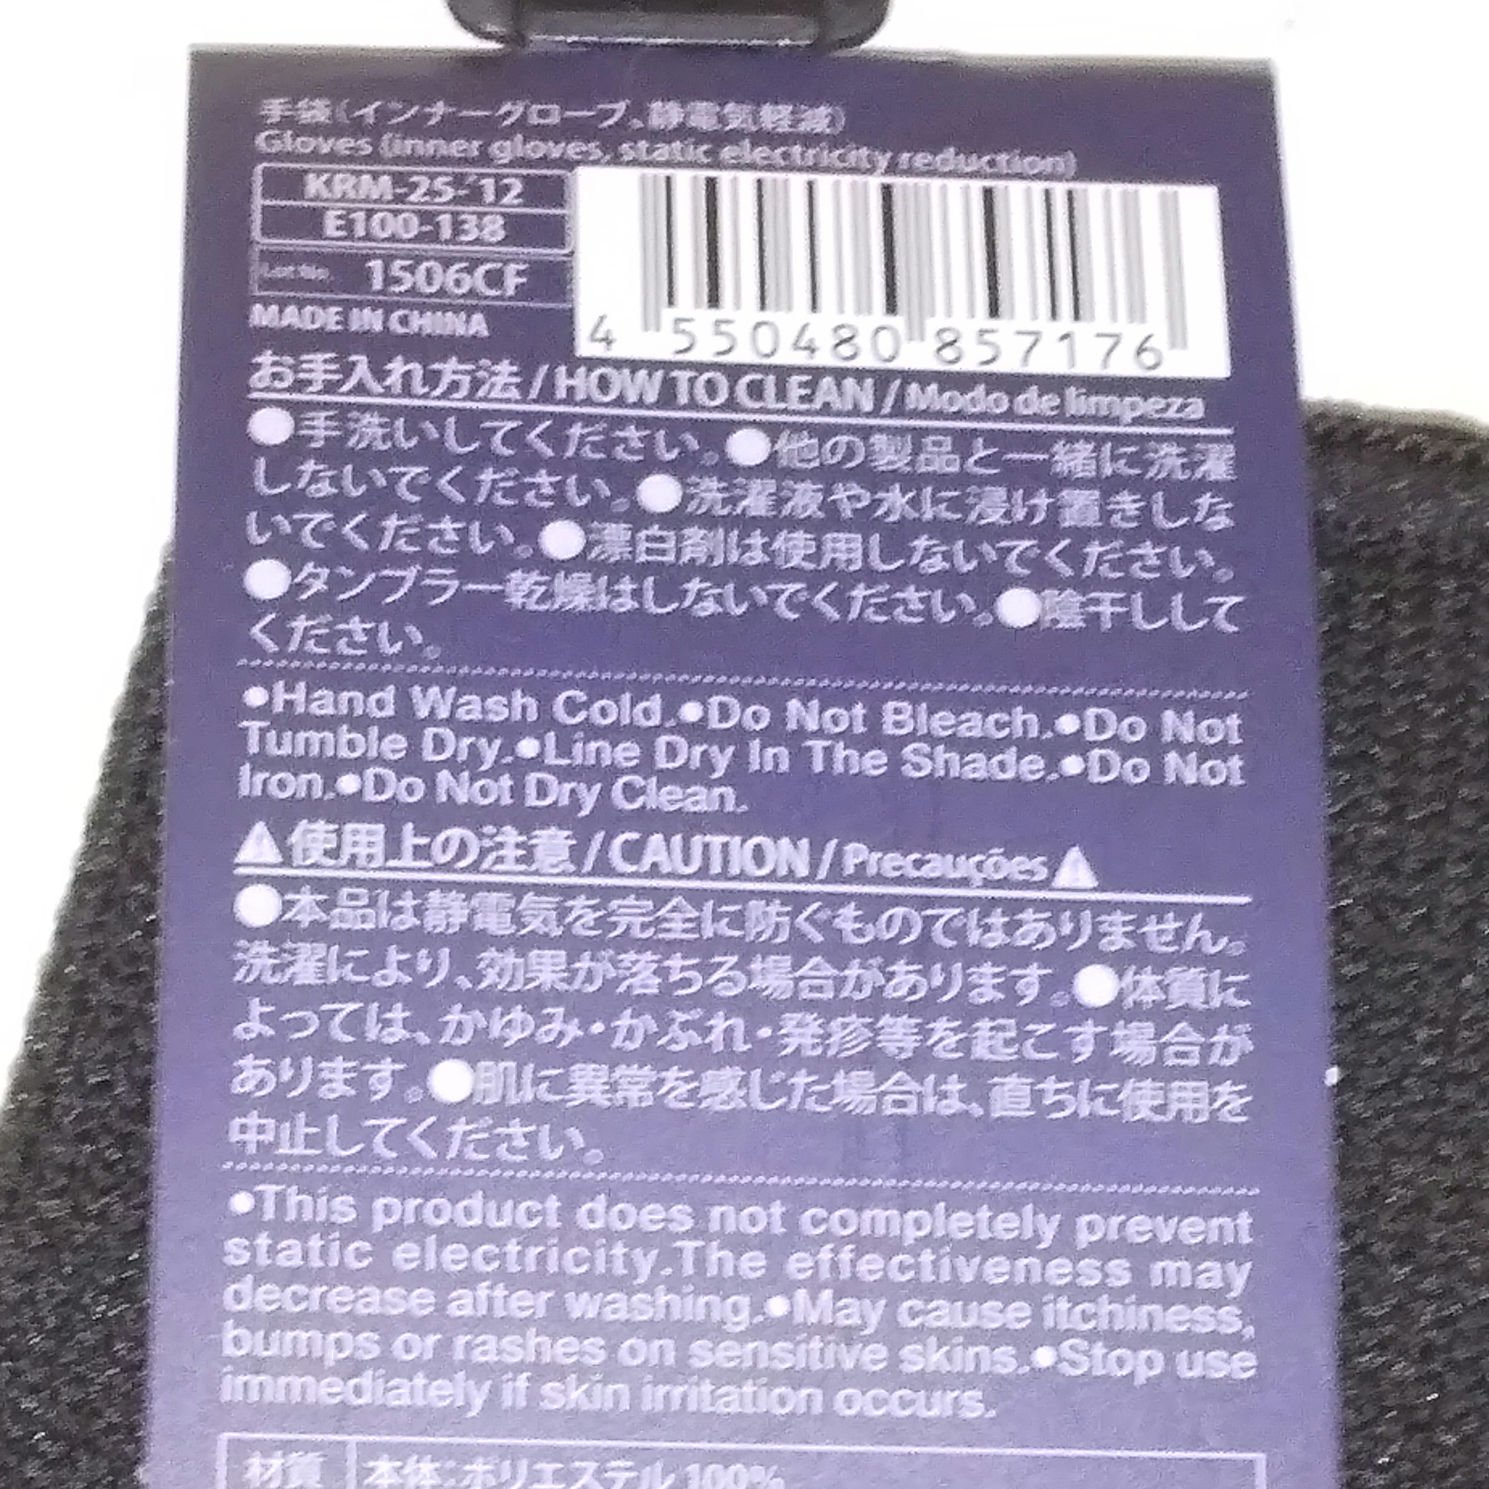 手袋(インナーグローブ、静電気軽減)
Gloves (inner gloves, static electricity reduction)
KRM-25-'12
E100-138
Lot No. 1506CF
MADE IN CHINA
4 550480 857176
お手入れ方法/HOW TO CLEAN/Modo de limpeza
●手洗いしてください。●他の製品と一緒に洗濯
しないでください。●洗濯液や水に浸け置きしな
いでください。●漂白剤は使用しないでください。
●タンブラー乾燥はしないでください。●陰干しして
ください。
●Hand Wash Cold.●Do Not Bleach.●Do Not
Tumble Dry.●Line Dry In The Shade.●Do Not
Iron.●Do Not Dry Clean.
⚠使用上の注意/CAUTION/Precauções⚠
●本品は静電気を完全に防ぐものではありません。
洗濯により、効果が落ちる場合があります。●体質に
よっては、かゆみ・かぶれ・発疹等を起こす場合が
あります。●肌に異常を感じた場合は、直ちに使用を
中止してください。
●This product does not completely prevent
static electricity.The effectiveness may
decrease after washing.●May cause itchiness,
bumps or rashes on sensitive skins.●Stop use
immediately if skin irritation occurs.
材質 本体:ポリエステル 100%